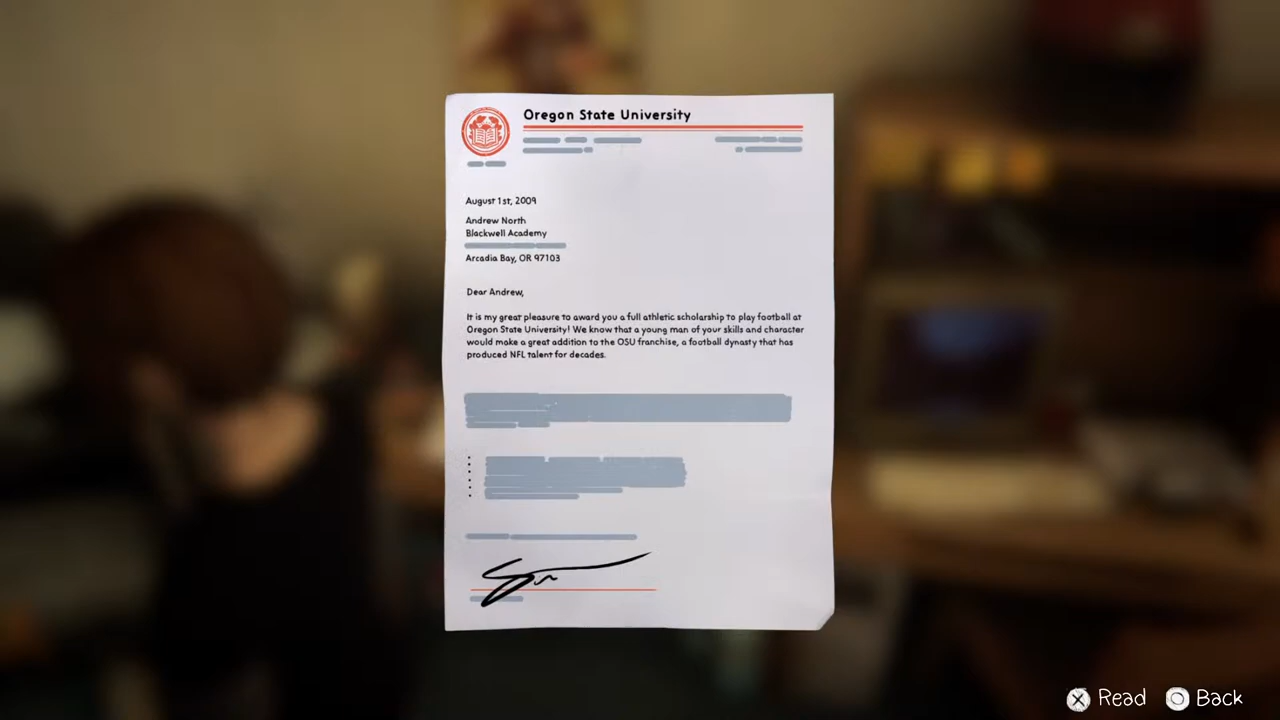 Oregon State University
August 1st, 2009
Andrew North
Blackwell Academy
Arcadia Bay, OR 97103
Dear Andrew,
It is my great pleasure to award you a full athletic scholarship to play football at
Oregon State University! We know that a young man of your skills and character
would make a great addition to the OSU franchise, a football dynasty that has
produced NFL talent for decades.
Read
Back